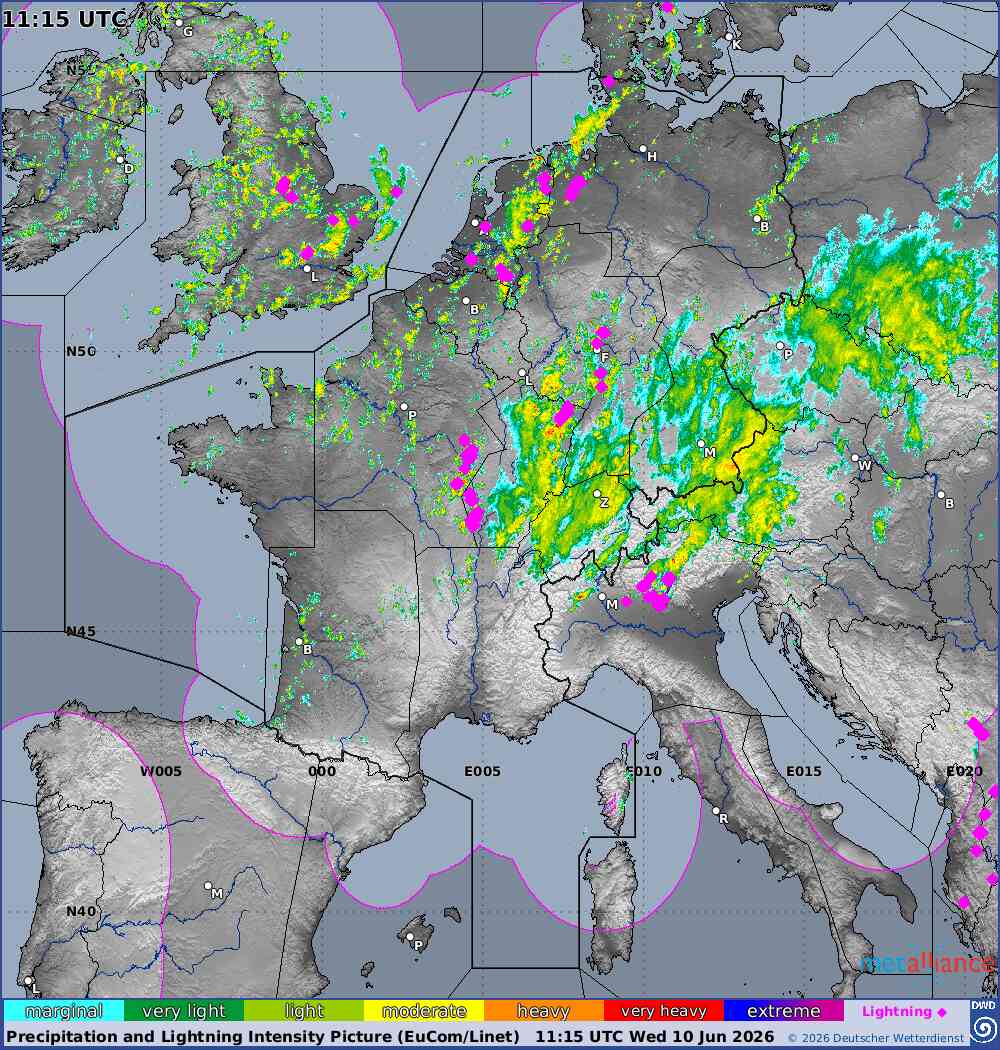 11:15 UTC
G
K
N55
H
D
A
B
L
B
N50
P
F
L
P
M
W
Z
B
M
B
N45
W005
000
E005
E010
E015
E020
R
M
N40
P
L
metalliance
marginal very light light moderate heavy very heavy extreme Lightning
DWD
Precipitation and Lightning Intensity Picture (EuCom/Linet) 11:15 UTC Wed 10 Jun 2026 © 2026 Deutscher Wetterdienst